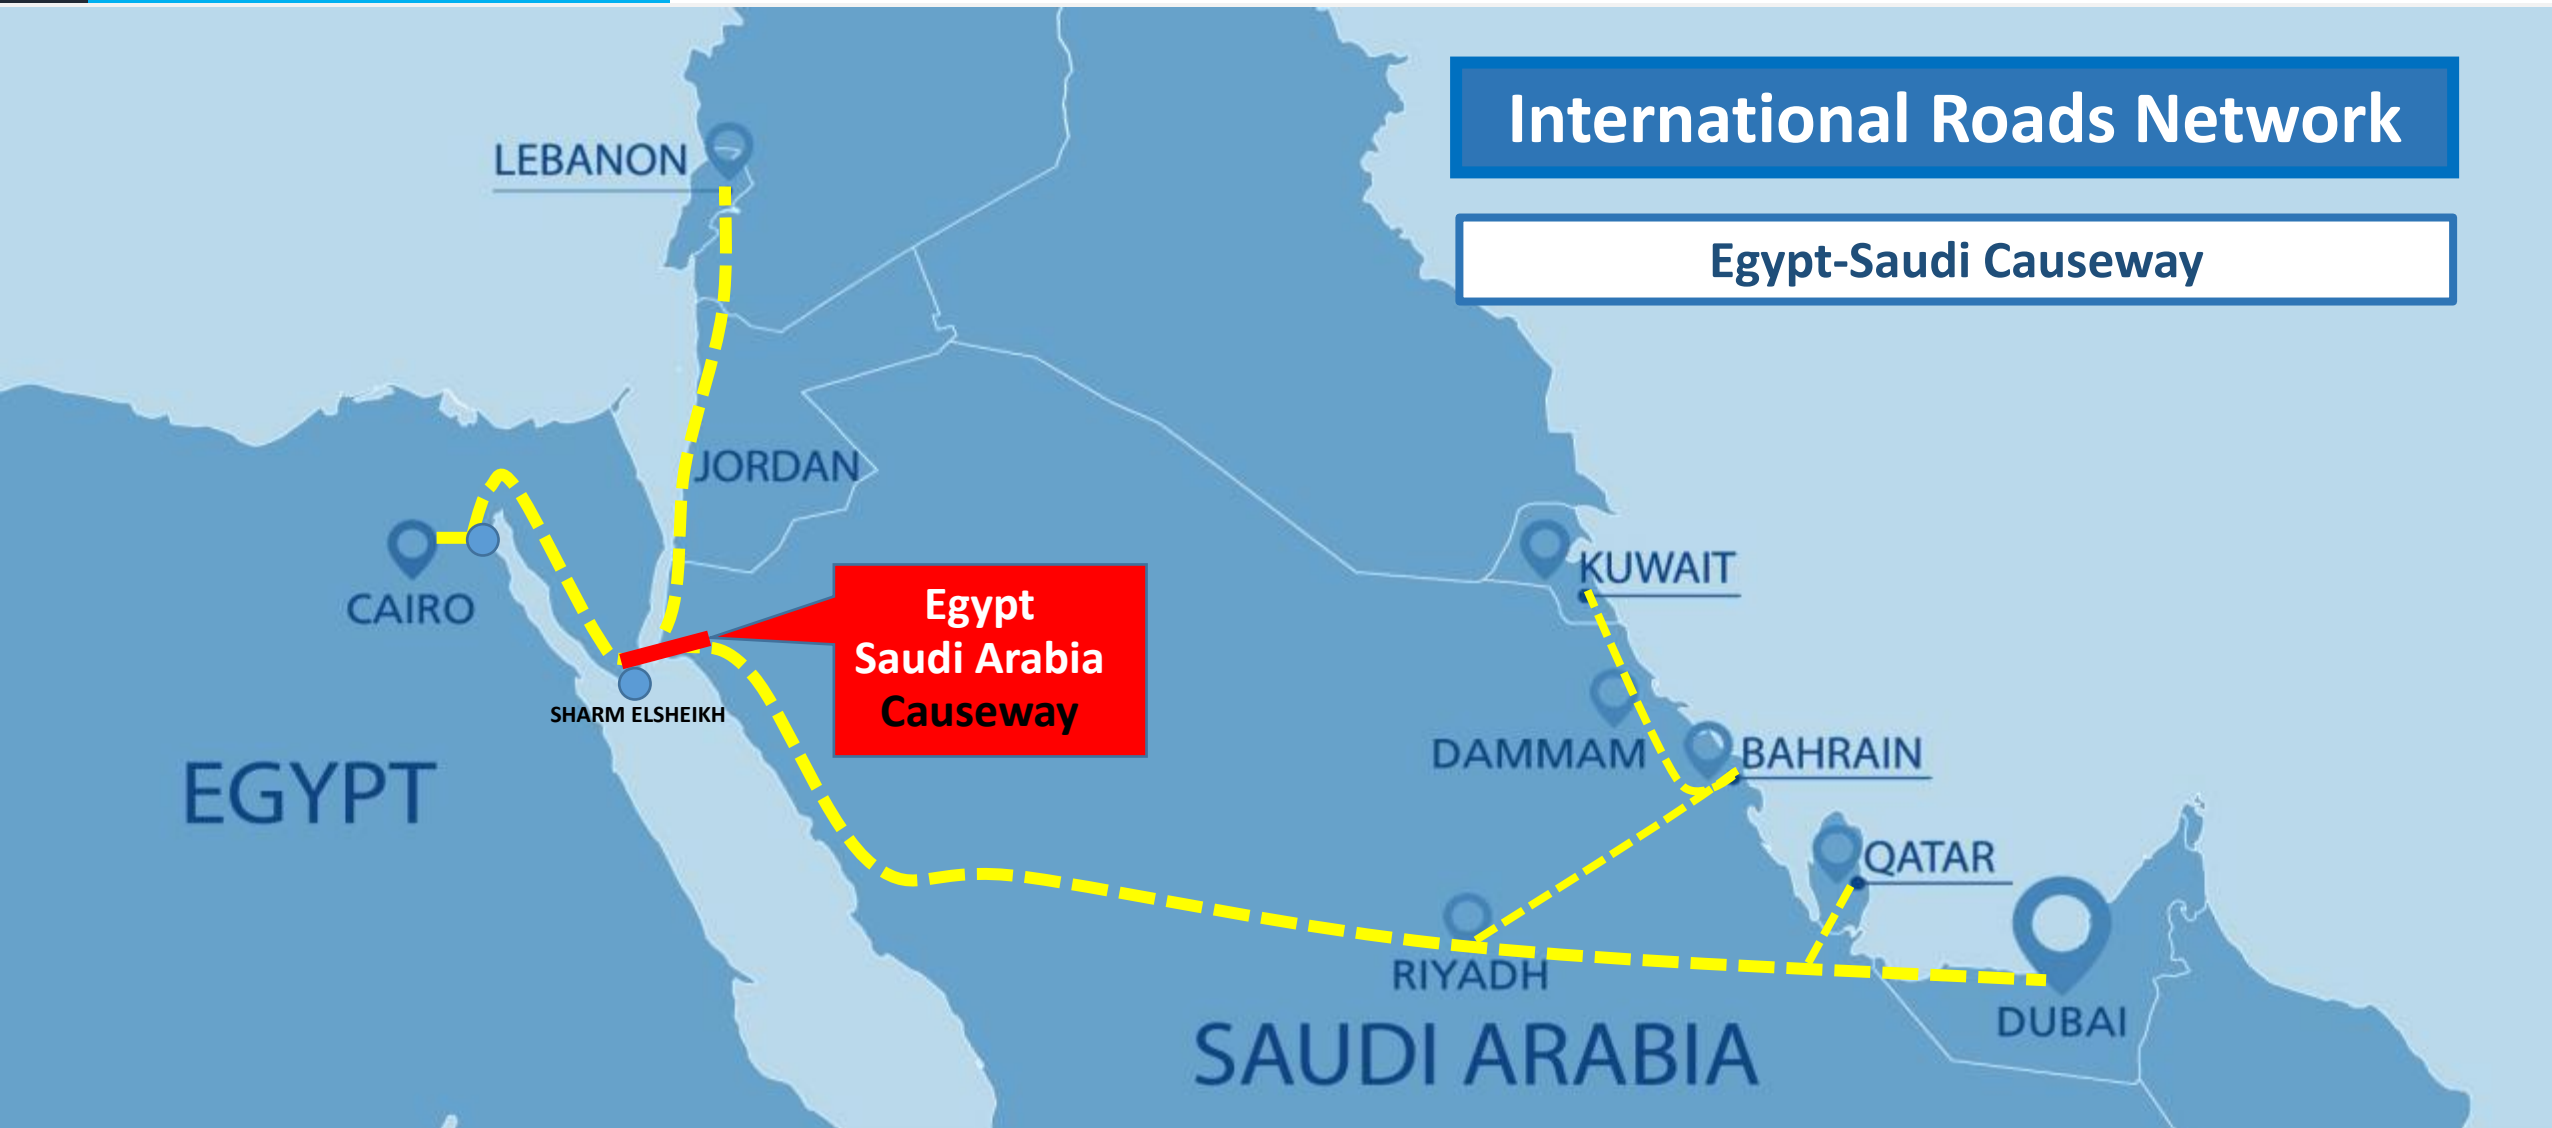 International Roads Network
Egypt-Saudi Causeway
LEBANON
JORDAN
CAIRO
KUWAIT
Egypt
Saudi Arabia
Causeway
SHARM ELSHEIKH
DAMMAM
BAHRAIN
EGYPT
QATAR
RIYADH
DUBAI
SAUDI ARABIA